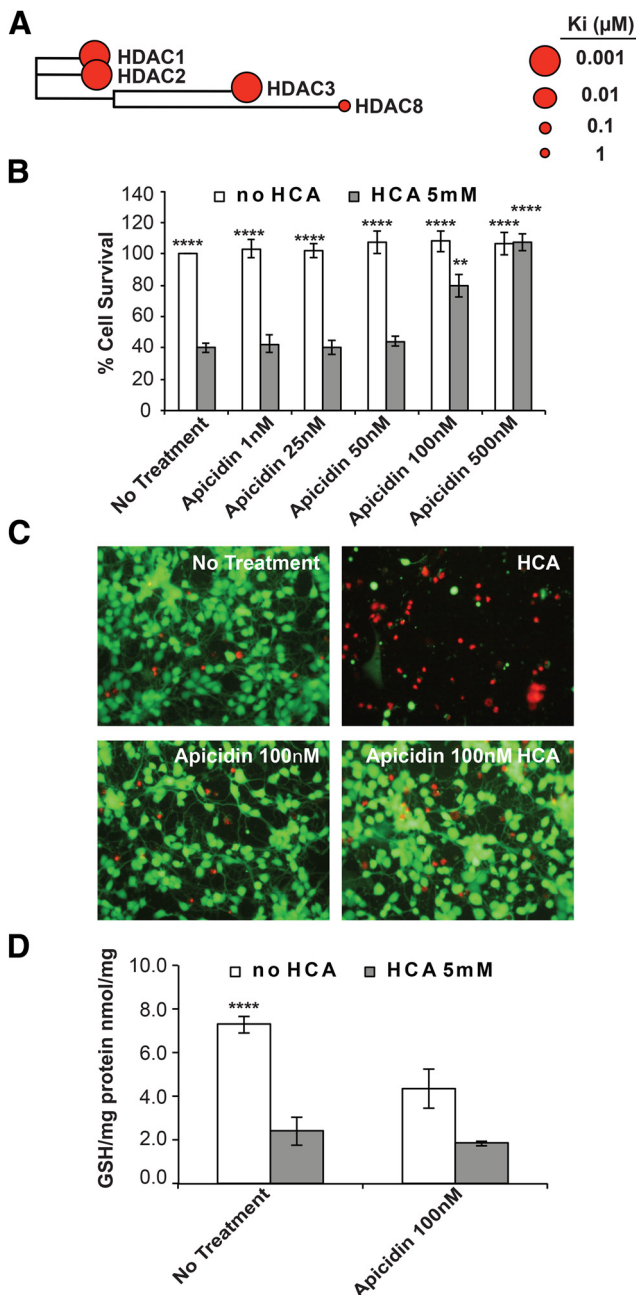 A
HDAC1
HDAC2
HDAC3
HDAC8
Ki (μM)
0.001
0.01
0.1
1
B
no HCA
HCA 5mM
% Cell Survival
140
120
100
80
60
40
20
0
****
****
****
****
****
**
****
****
No Treatment
Apicidin 1nM
Apicidin 25nM
Apicidin 50nM
Apicidin 100nM
Apicidin 500nM
C
No Treatment
HCA
Apicidin 100nM
Apicidin 100nM HCA
D
no HCA
HCA 5mM
GSH/mg protein nmol/mg
10.0
8.0
6.0
4.0
2.0
0.0
****
No Treatment
Apicidin 100nM